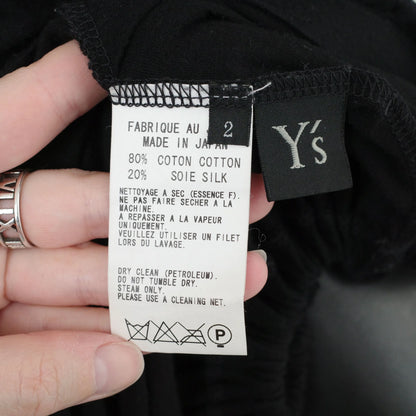 2
Y's
FABRIQUE AU J
MADE IN JAPAN
80% COTON COTTON
20% SOIE SILK
NETTOYAGE A SEC (ESSENCE F).
NE PAS FAIRE SECHER A LA
MACHINE.
A REPASSER A LA VAPEUR
UNIQUEMENT.
VEUILLEZ UTILISER UN FILET
LORS DU LAVAGE.
DRY CLEAN (PETROLEUM).
DO NOT TUMBLE DRY.
STEAM ONLY.
PLEASE USE A CLEANING NET.
P